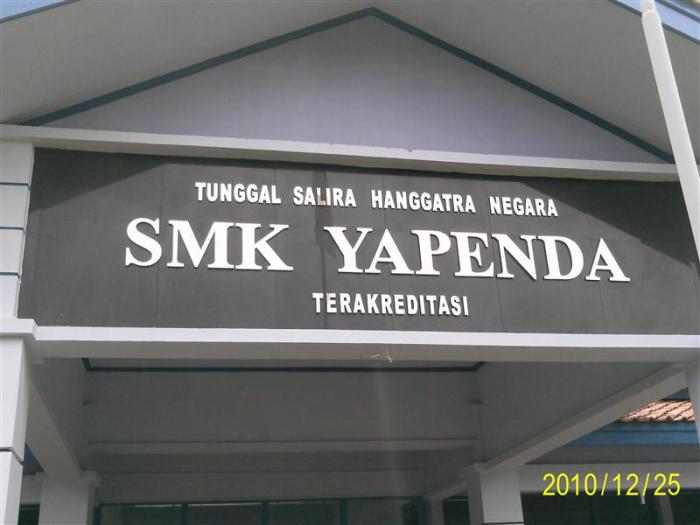 TUNGGAL SALIRA HANGGATRA NEGARA
SMK YAPENDA
TERAKREDITASI
2010/12/25